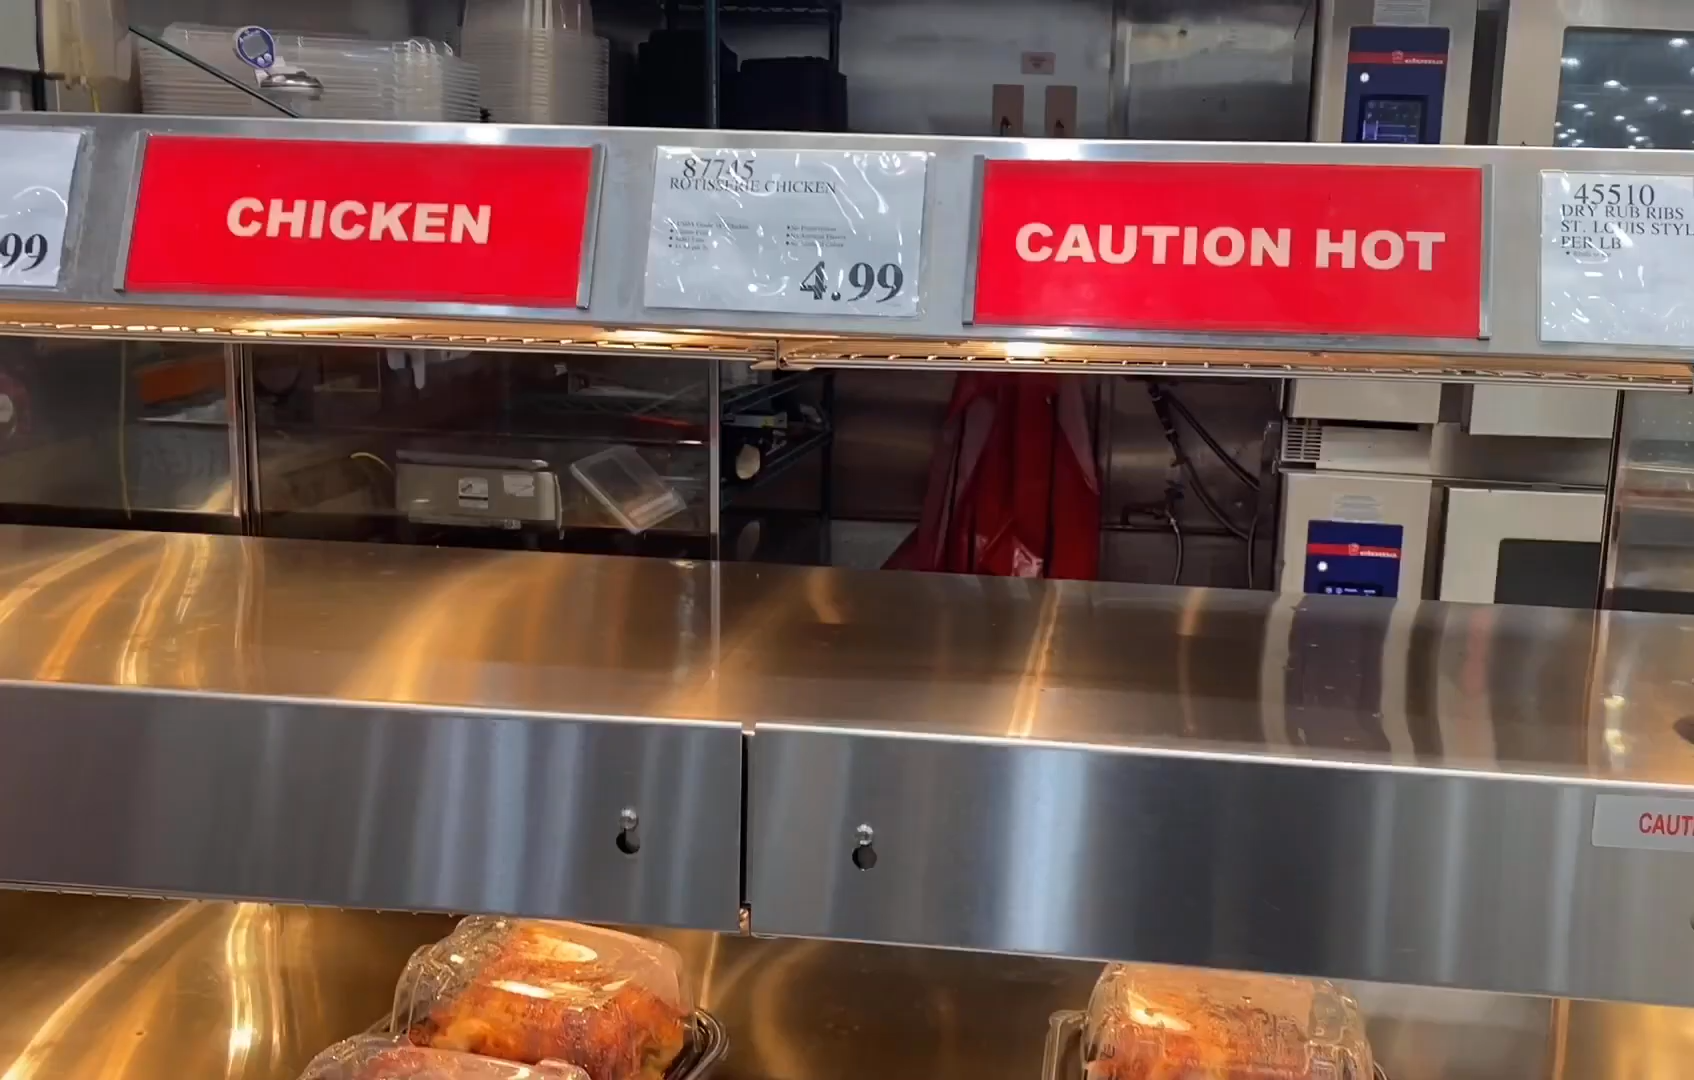 99
CHICKEN
87745
ROTISSERIE CHICKEN
4.99
CAUTION HOT
45510
DRY RUB RIBS
ST. LOUIS STYL
PER LB
CAUT